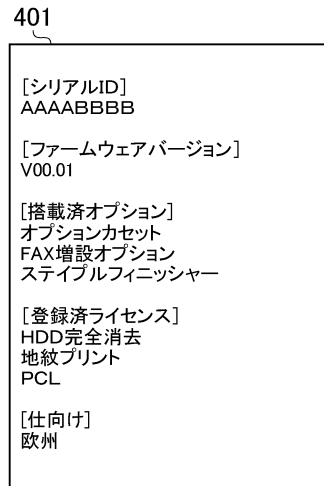 401
[シリアルID]
AAAABBBB
[ファームウェアバージョン]
V00.01
[搭載済オプション]
オプションカセット
FAX増設オプション
ステイプルフィニッシャー
[登録済ライセンス]
HDD完全消去
地紋プリント
PCL
[仕向け]
欧州